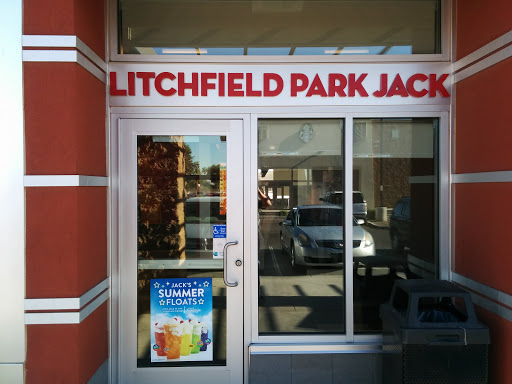 LITCHFIELD PARK JACK
JACK'S
SUMMER
FLOATS